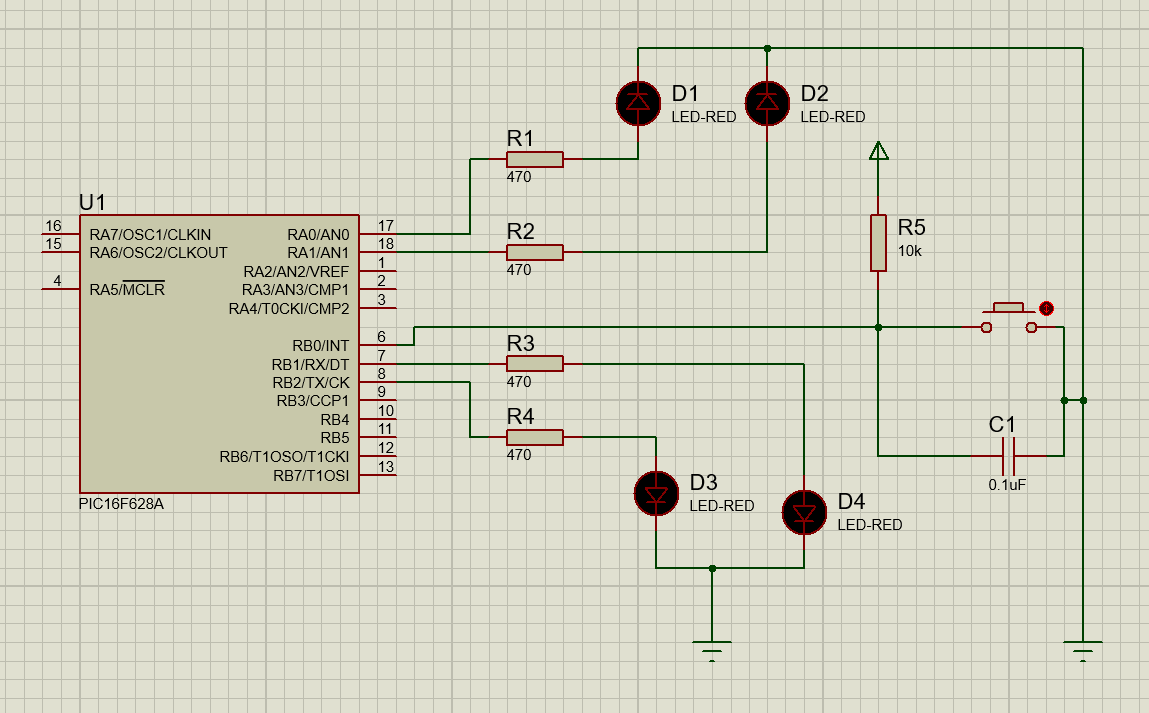 D1
LED-RED
D2
LED-RED
R1
470
U1
16
15
4
RA7/OSC1/CLKIN
RA6/OSC2/CLKOUT
RA5/MCLR
RA0/AN0
RA1/AN1
RA2/AN2/VREF
RA3/AN3/CMP1
RA4/T0CKI/CMP2
RB0/INT
RB1/RX/DT
RB2/TX/CK
RB3/CCP1
RB4
RB5
RB6/T1OSO/T1CKI
RB7/T1OSI
17
18
1
2
3
6
7
8
9
10
11
12
13
PIC16F628A
R2
470
R5
10k
R3
470
R4
470
C1
0.1uF
D3
LED-RED
D4
LED-RED